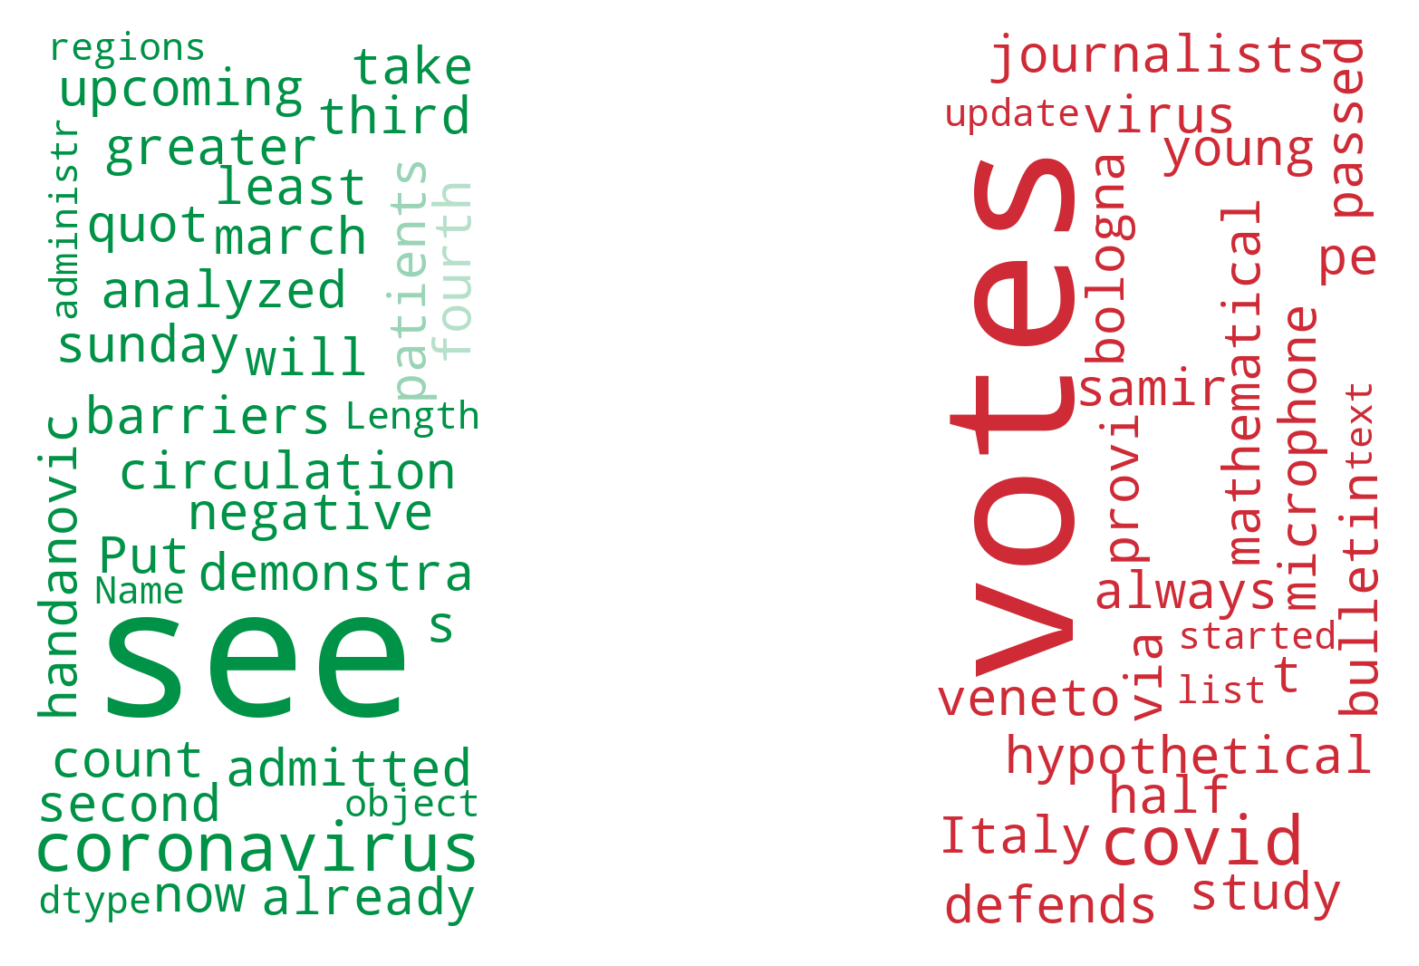 regions
take
upcoming
third
administr
greater
least
patients
fourth
quot
march
analyzed
sunday
will
barriers
Length
handanovic
circulation
negative
Put
demonstra
Name
s
see
count
admitted
second
object
coronavirus
dtype
now
already
journalists
passed
update
virus
young
votes
bologna
mathematical
pe
samir
microphone
provi
text
always
bulletin
started
via
t
list
veneto
hypothetical
half
Italy
covid
defends
study